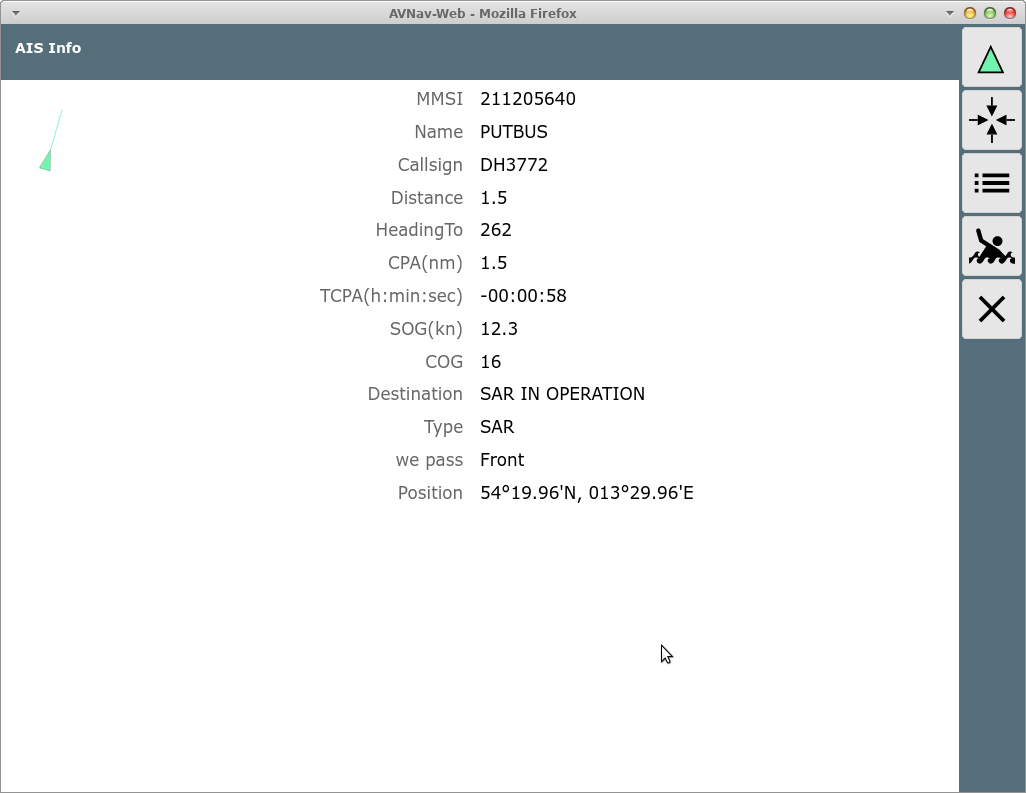 AVNav-Web - Mozilla Firefox
AIS Info
MMSI 211205640
Name PUTBUS
Callsign DH3772
Distance 1.5
HeadingTo 262
CPA(nm) 1.5
TCPA(h:min:sec) -00:00:58
SOG(kn) 12.3
COG 16
Destination SAR IN OPERATION
Type SAR
we pass Front
Position 54°19.96'N, 013°29.96'E